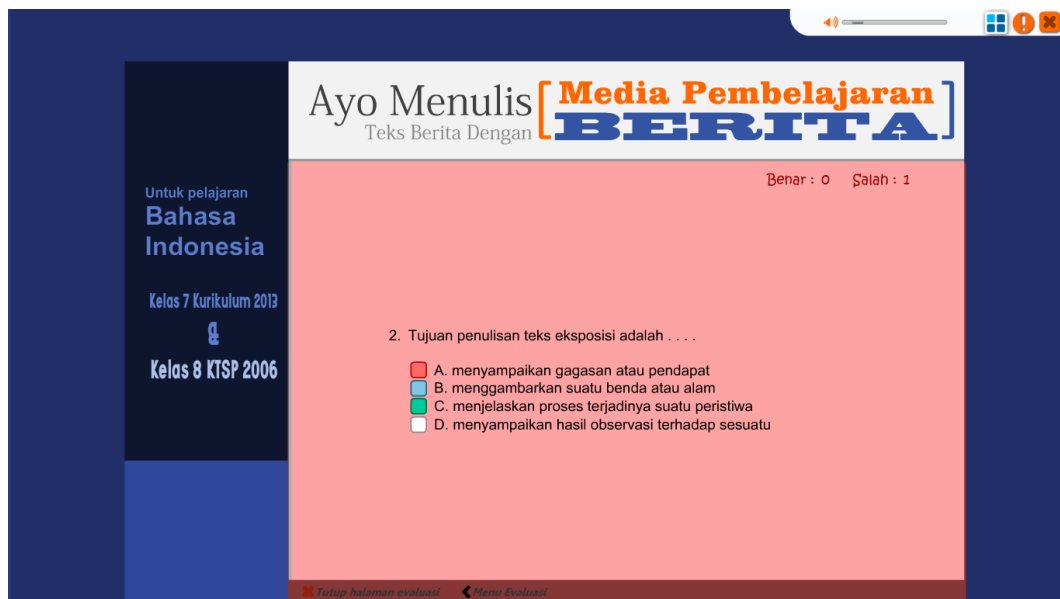 Ayo Menulis
Teks Berita Dengan
[Media Pembelajaran
BERITA]
Benar : 0 Salah : 1
Untuk pelajaran
Bahasa
Indonesia
Kelas 7 Kurikulum 2013
&
Kelas 8 KTSP 2006
2. Tujuan penulisan teks eksposisi adalah . . . .
A. menyampaikan gagasan atau pendapat
B. menggambarkan suatu benda atau alam
C. menjelaskan proses terjadinya suatu peristiwa
D. menyampaikan hasil observasi terhadap sesuatu
Tutup halaman evaluasi Menu Evaluasi